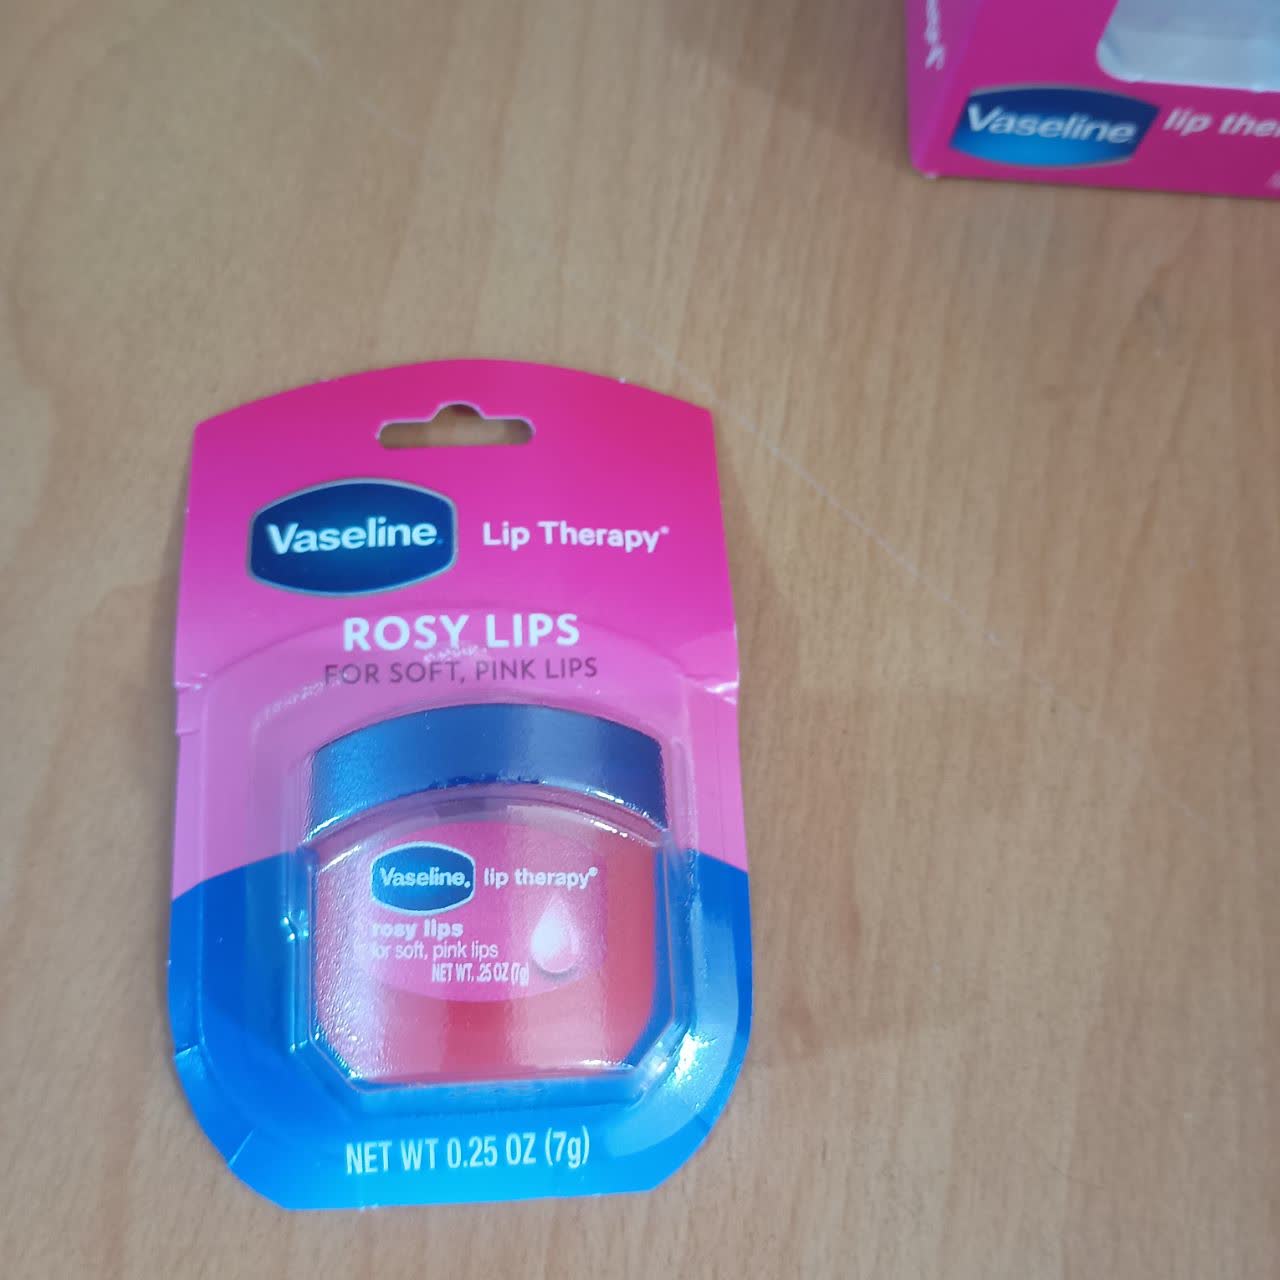 Vaseline lip the
Vaseline Lip Therapy®
ROSY LIPS
FOR SOFT, PINK LIPS
Vaseline. lip therapy®
rosy lips
for soft, pink lips
NET WT. .25 OZ (7g)
NET WT 0.25 OZ (7g)